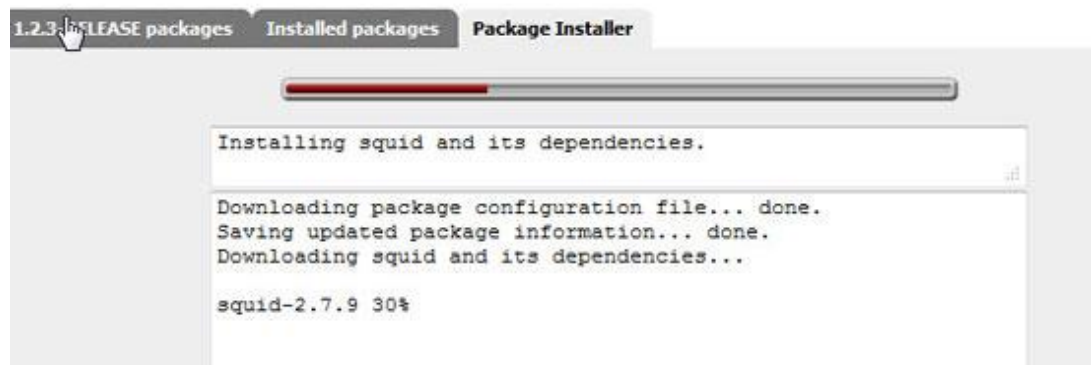 1.2.3- ELEASE packages Installed packages Package Installer
Installing squid and its dependencies.
Downloading package configuration file... done.
Saving updated package information... done.
Downloading squid and its dependencies...
squid-2.7.9 30%